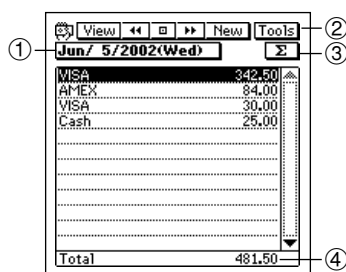 View New Tools ②
① Jun/ 5/2002(Wed) Σ ③
VISA 342.50
AMEX 84.00
VISA 30.00
Cash 25.00
Total 481.50 ④